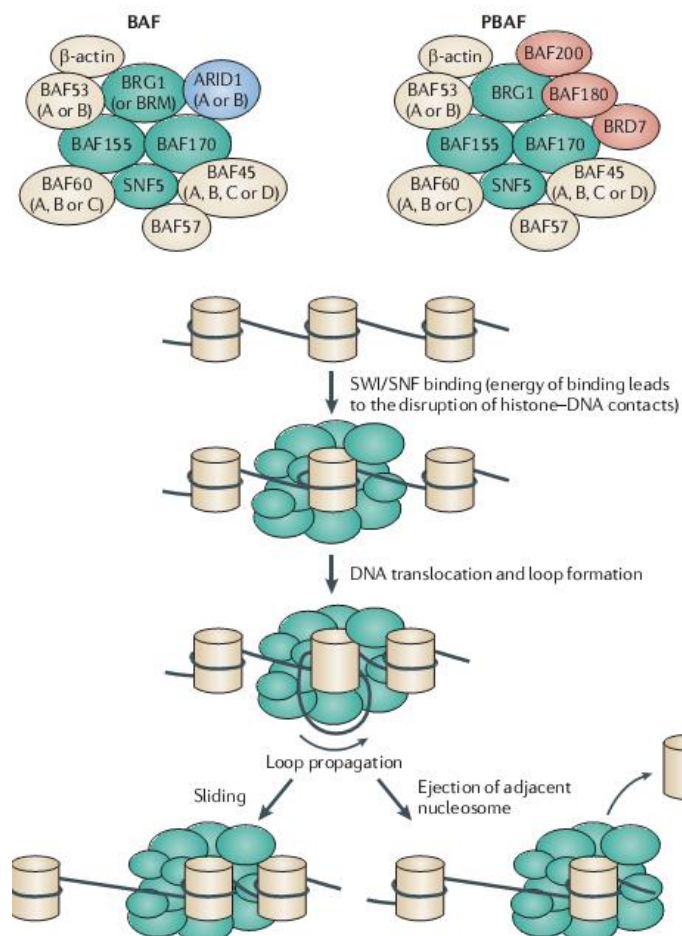 BAF
β-actin
BAF53
(A or B)
BRG1
(or BRM)
ARID1
(A or B)
BAF155
BAF170
BAF60
(A, B or C)
SNF5
BAF45
(A, B, C or D)
BAF57
PBAF
β-actin
BAF200
BAF53
(A or B)
BRG1
BAF180
BRD7
BAF155
BAF170
BAF60
(A, B or C)
SNF5
BAF45
(A, B, C or D)
BAF57
SWI/SNF binding (energy of binding leads
to the disruption of histone–DNA contacts)
DNA translocation and loop formation
Loop propagation
Sliding
Ejection of adjacent
nucleosome